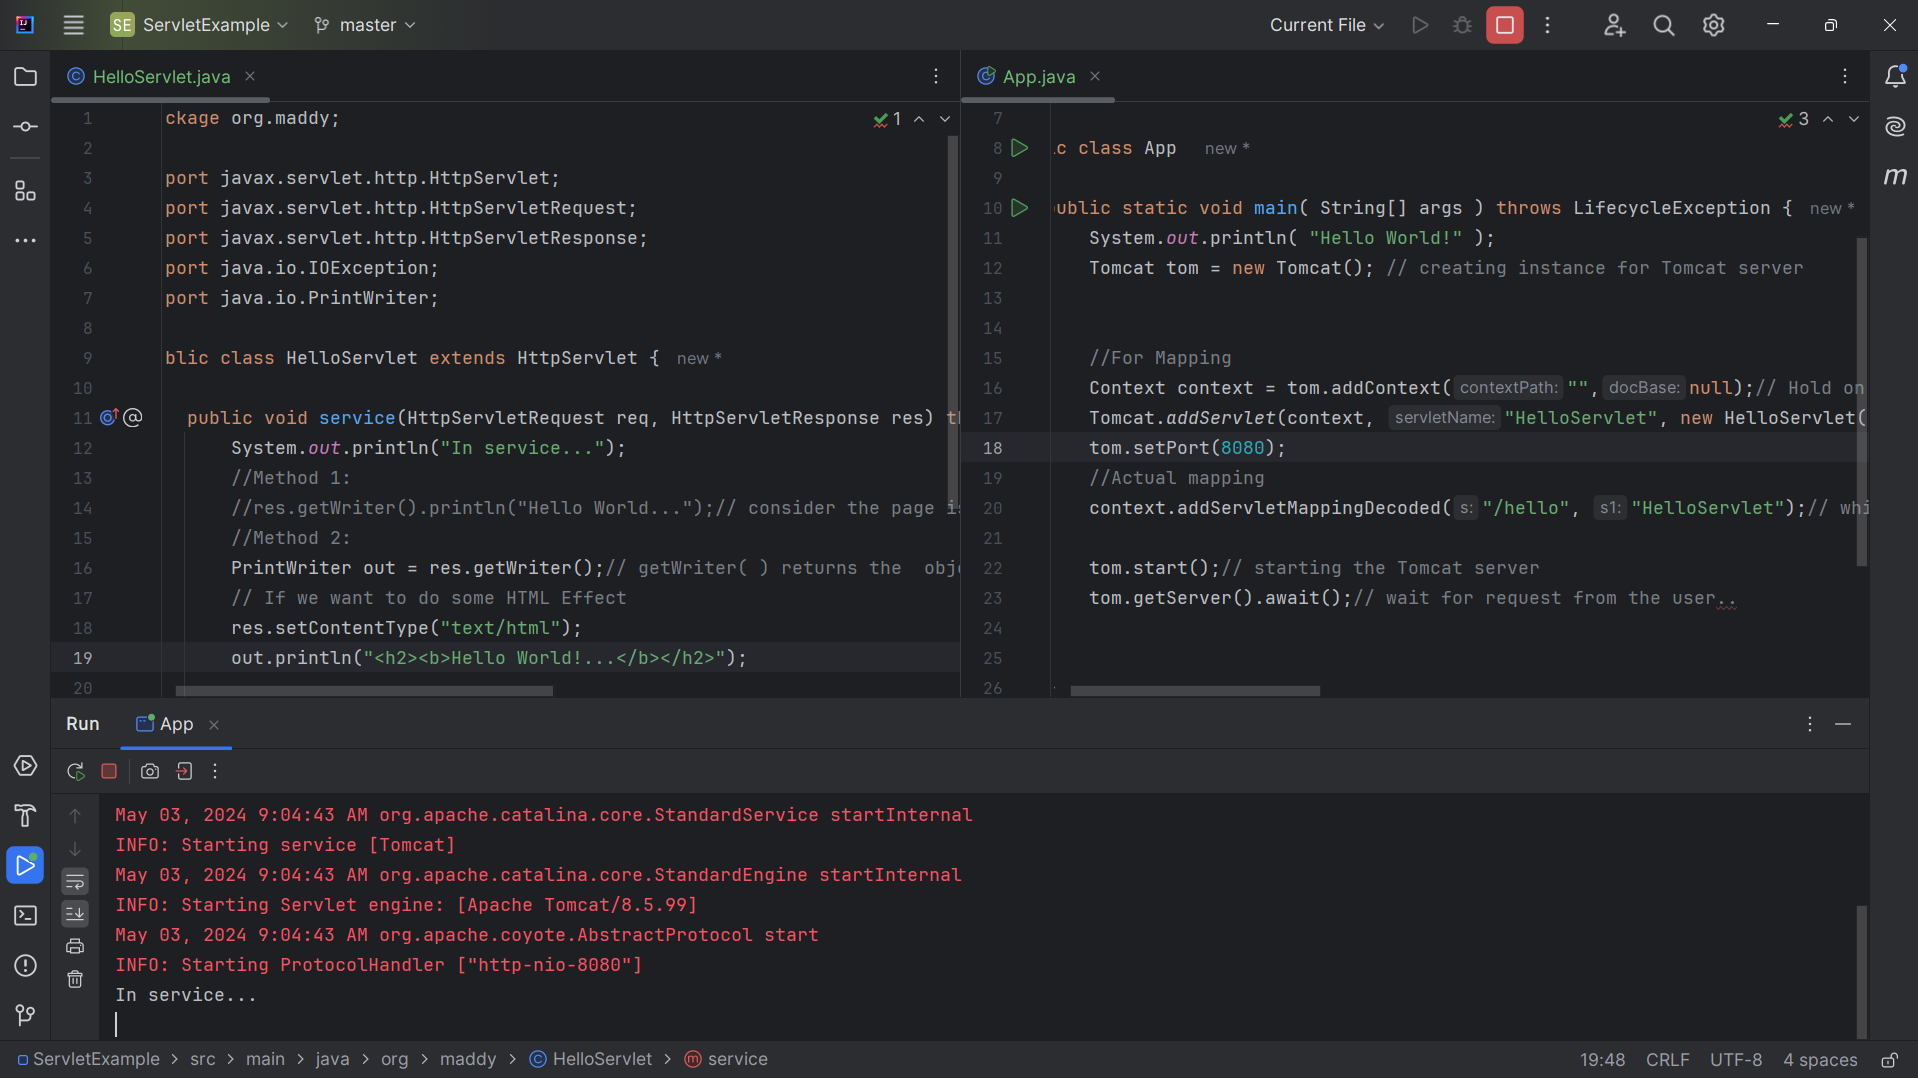 SE ServletExample master Current File
HelloServlet.java
App.java
1 ckage org.maddy;
2
3 port javax.servlet.http.HttpServlet;
4 port javax.servlet.http.HttpServletRequest;
5 port javax.servlet.http.HttpServletResponse;
6 port java.io.IOException;
7 port java.io.PrintWriter;
8
9 blic class HelloServlet extends HttpServlet { new *
10
11 public void service(HttpServletRequest req, HttpServletResponse res) th
12 System.out.println("In service...");
13 //Method 1:
14 //res.getWriter().println("Hello World...");// consider the page is
15 //Method 2:
16 PrintWriter out = res.getWriter();// getWriter( ) returns the  obje
17 // If we want to do some HTML Effect
18 res.setContentType("text/html");
19 out.println("<h2><b>Hello World!...</b></h2>");
20
1
7
8 c class App new *
9
10 ublic static void main( String[] args ) throws LifecycleException { new *
11 System.out.println( "Hello World!" );
12 Tomcat tom = new Tomcat(); // creating instance for Tomcat server
13
14
15 //For Mapping
16 Context context = tom.addContext( contextPath: "", docBase: null);// Hold on
17 Tomcat.addServlet(context, servletName: "HelloServlet", new HelloServlet(
18 tom.setPort(8080);
19 //Actual mapping
20 context.addServletMappingDecoded( s: "/hello", s1: "HelloServlet");// whi
21
22 tom.start();// starting the Tomcat server
23 tom.getServer().await();// wait for request from the user..
24
25
26
3
m
Run App
May 03, 2024 9:04:43 AM org.apache.catalina.core.StandardService startInternal
INFO: Starting service [Tomcat]
May 03, 2024 9:04:43 AM org.apache.catalina.core.StandardEngine startInternal
INFO: Starting Servlet engine: [Apache Tomcat/8.5.99]
May 03, 2024 9:04:43 AM org.apache.coyote.AbstractProtocol start
INFO: Starting ProtocolHandler ["http-nio-8080"]
In service...
ServletExample > src > main > java > org > maddy > HelloServlet > service
19:48 CRLF UTF-8 4 spaces